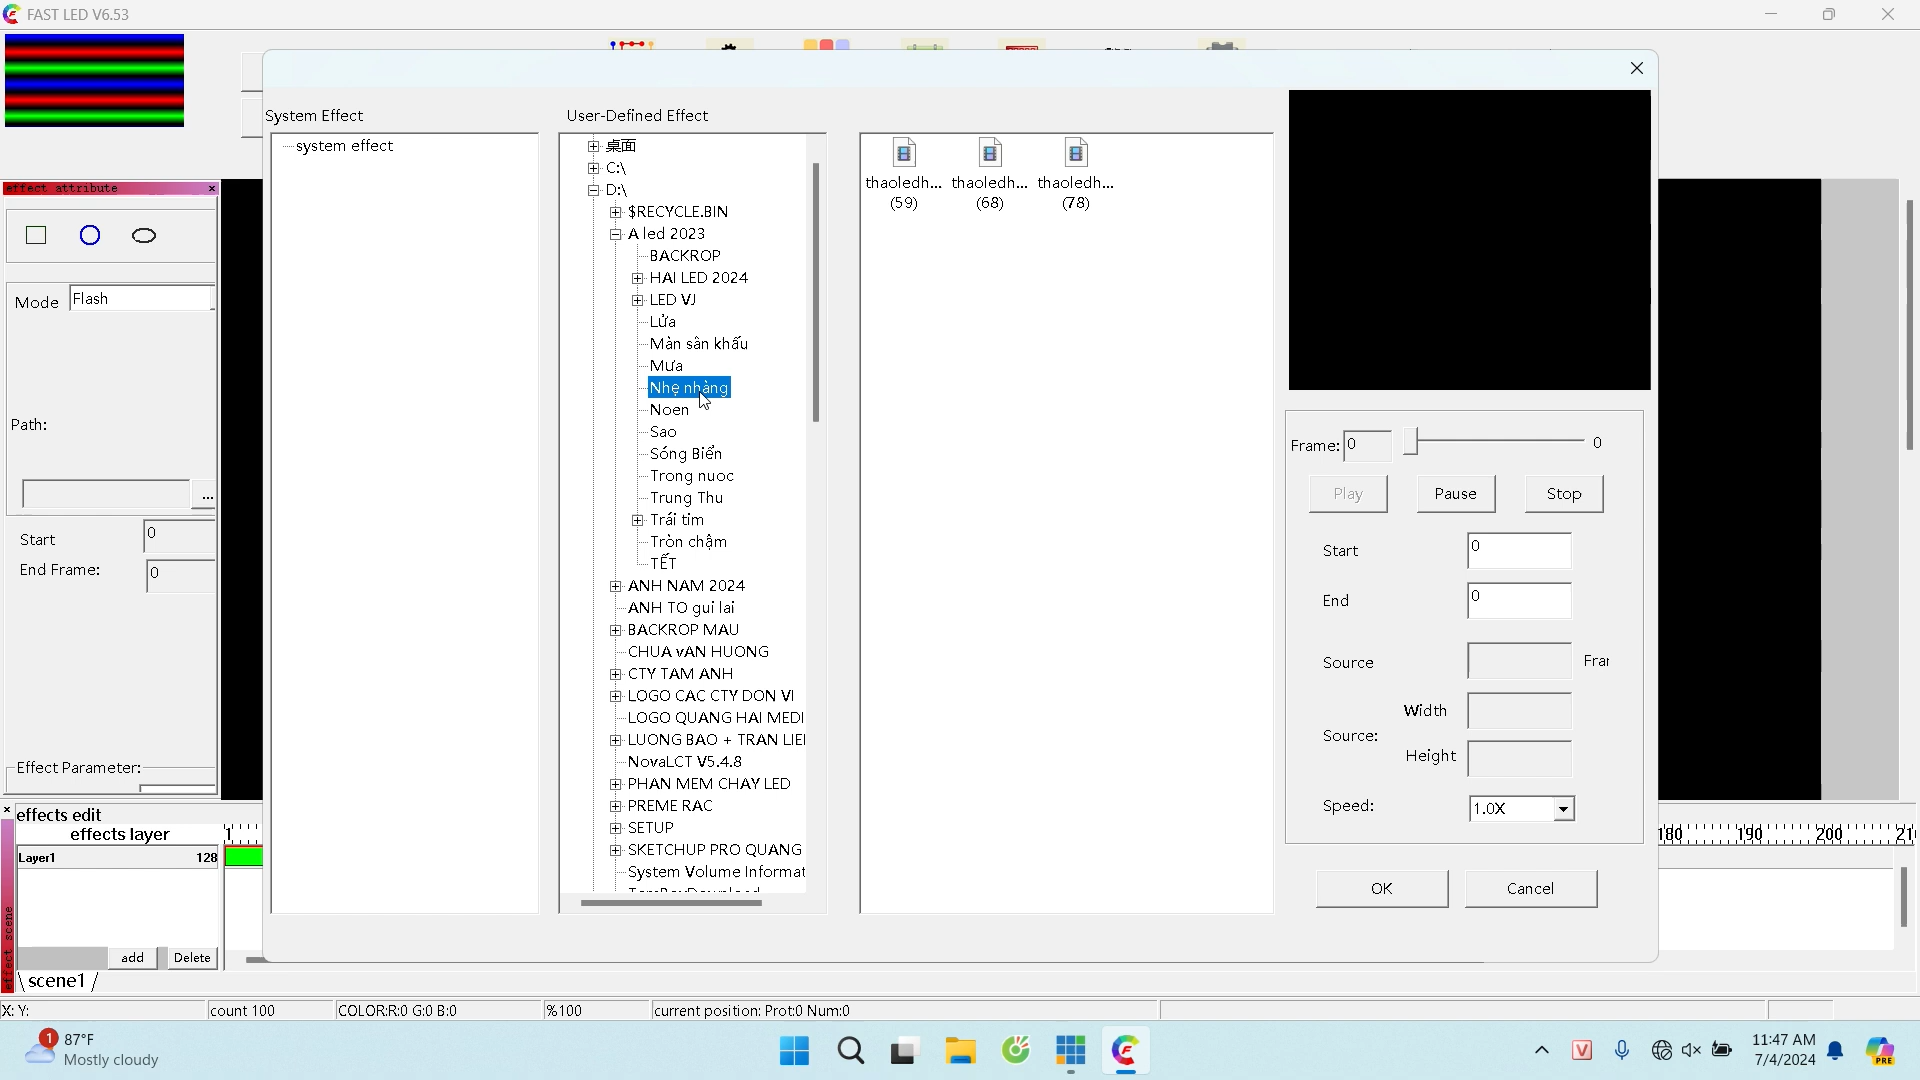 FAST LED V6.53
System Effect
User-Defined Effect
system effect
桌面
C:\
D:\
$RECYCLE.BIN
A led 2023
BACKROP
HAI LED 2024
LED VJ
Lửa
Màn sân khấu
Mưa
Nhẹ nhàng
Noen
Sao
Sóng Biển
Trong nuoc
Trung Thu
Trái tim
Tròn chậm
TẾT
ANH NAM 2024
ANH TO gui lai
BACKROP MAU
CHUA vAN HUONG
CTY TAM ANH
LOGO CAC CTY DON VI
LOGO QUANG HAI MEDI
LUONG BAO + TRAN LIE
NovaLCT V5.4.8
PHAN MEM CHAY LED
PREME RAC
SETUP
SKETCHUP PRO QUANG
System Volume Informat
thaoledh... thaoledh... thaoledh...
(59) (68) (78)
Frame: 0 0
Play Pause Stop
Start 0
End 0
Source Fra
Width
Source:
Height
Speed: 1.0X
OK Cancel
effect attribute
Mode Flash
Path:
...
Start 0
End Frame: 0
Effect Parameter:
effects edit
effects layer 1 180 190 200 21
Layer1 128
add Delete
effect scene
\ scene1 /
X: Y: count 100 COLOR:R:0 G:0 B:0 %100 current position: Prot:0 Num:0
1 87°F
Mostly cloudy
V
11:47 AM
7/4/2024
PRE